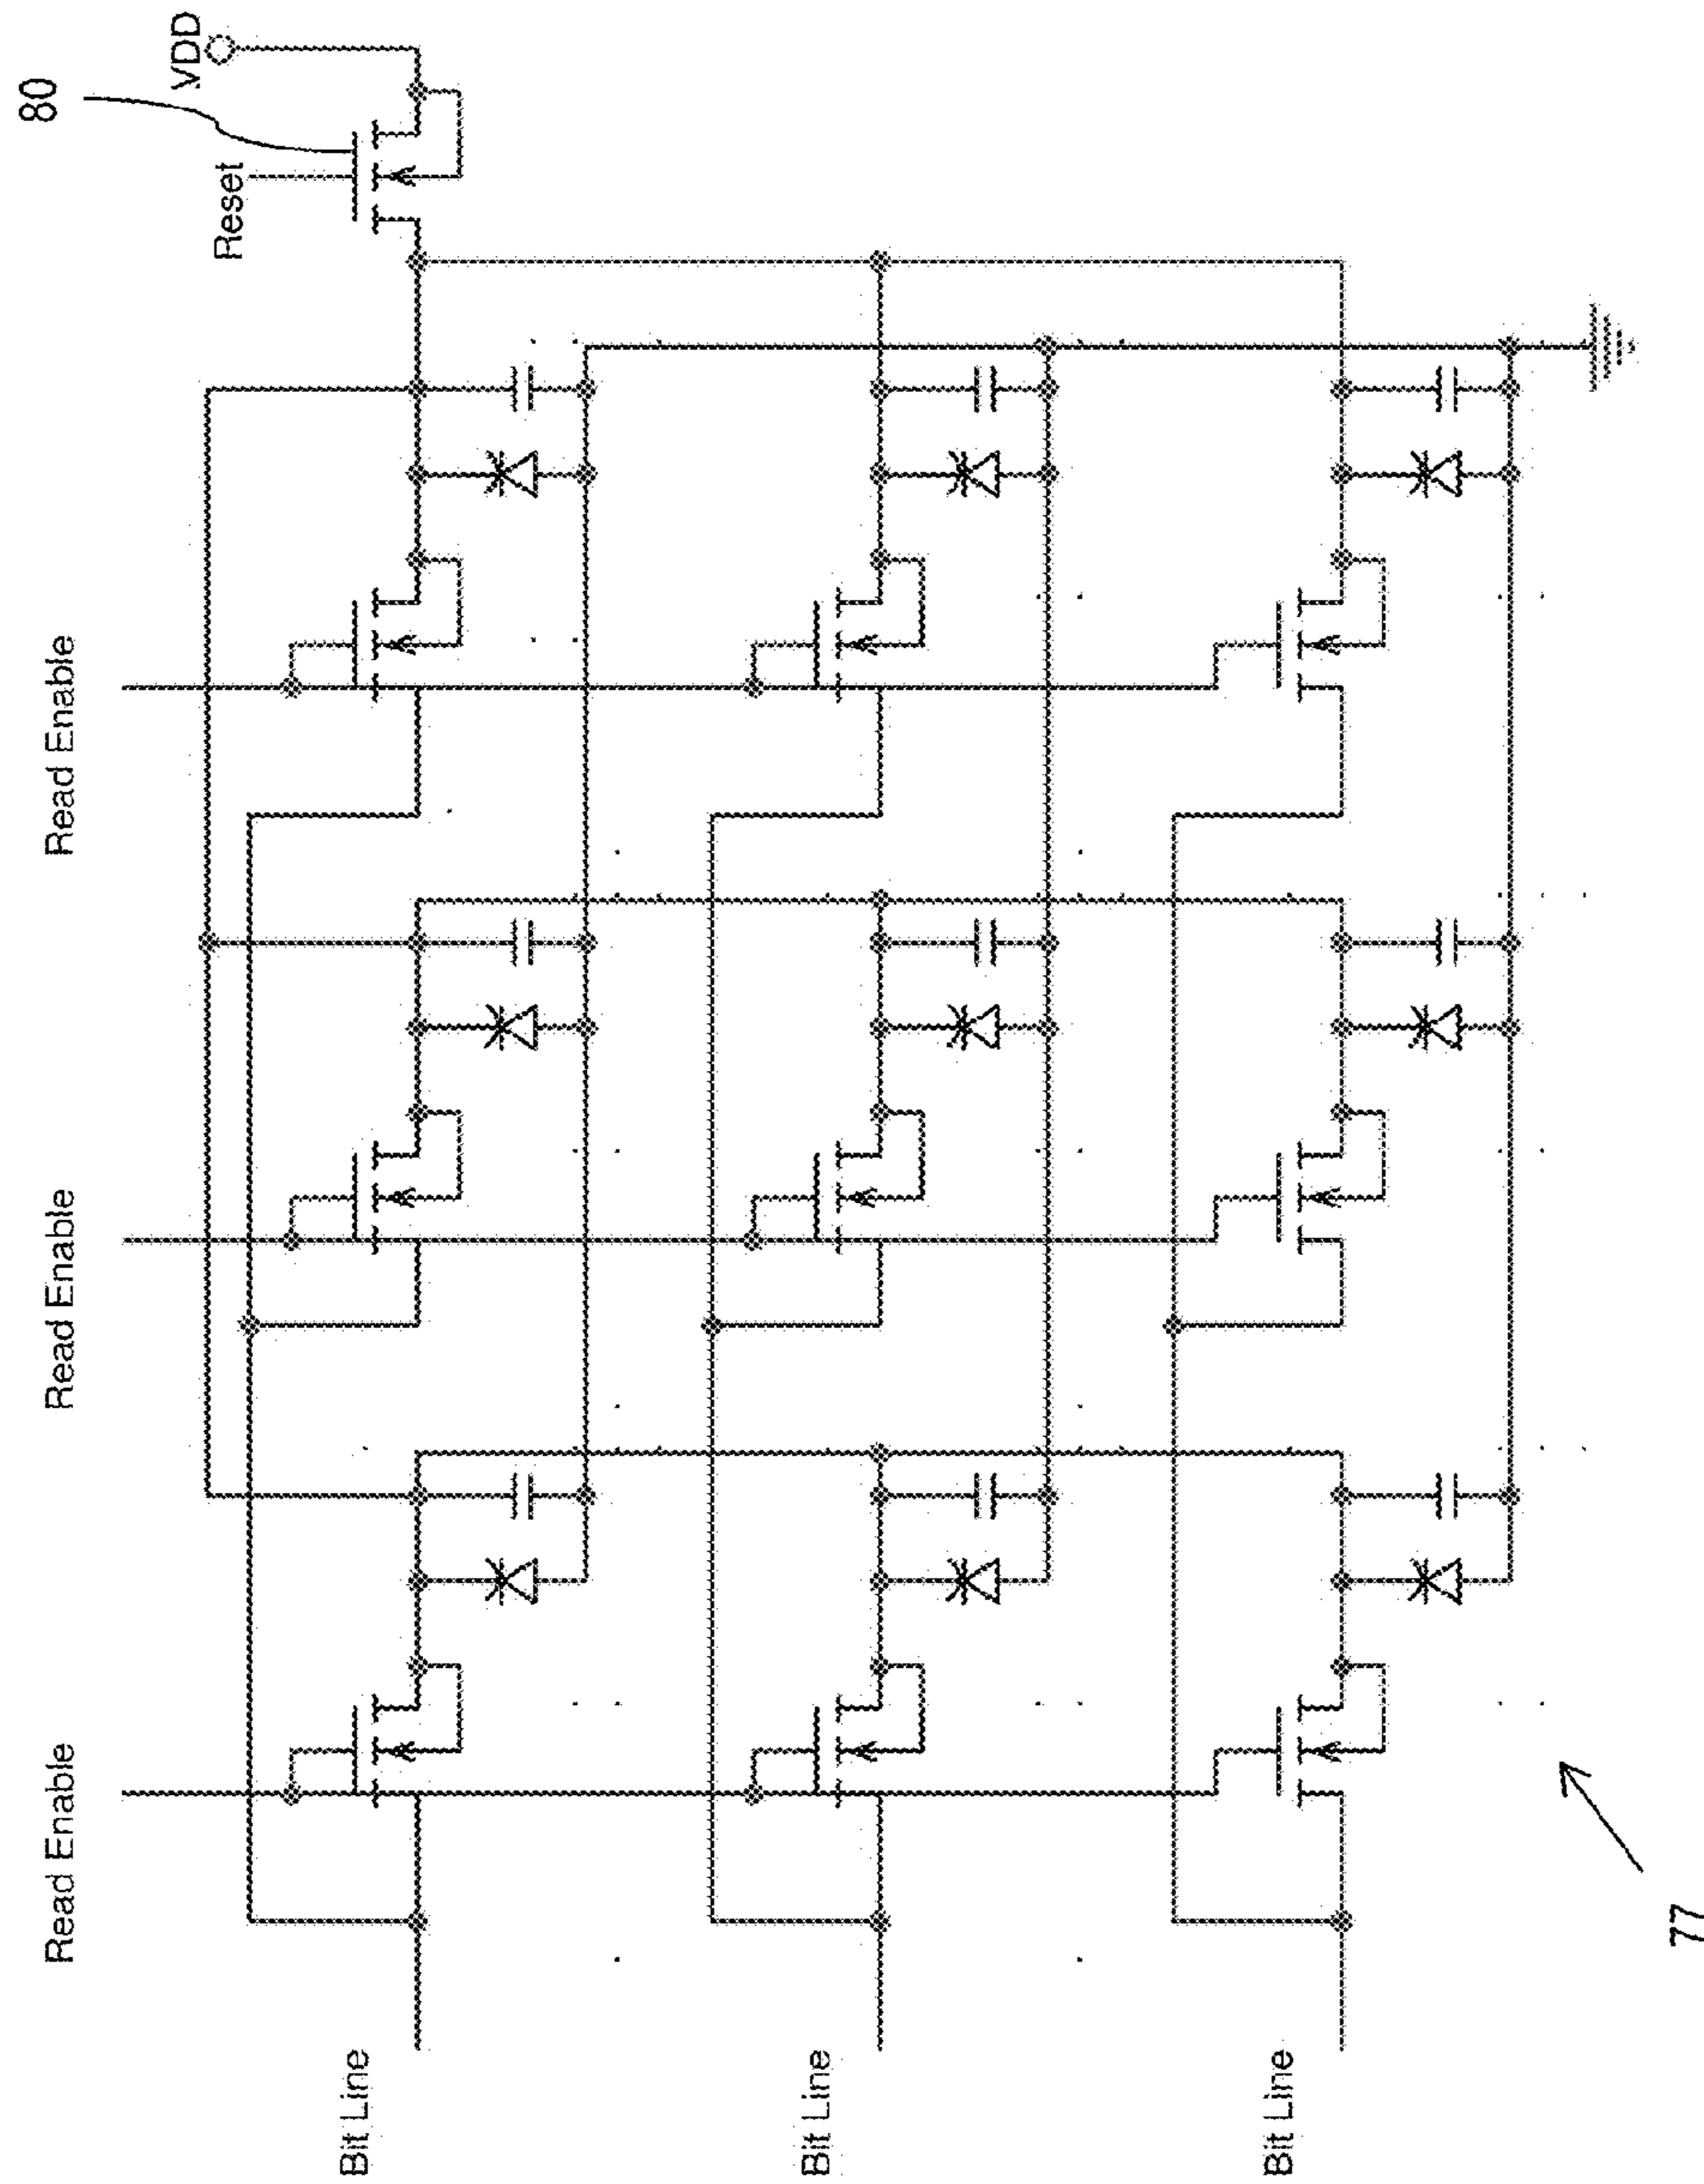 80
VDD
Reset
Read Enable
Read Enable
Read Enable
Bit Line
Bit Line
Bit Line
77